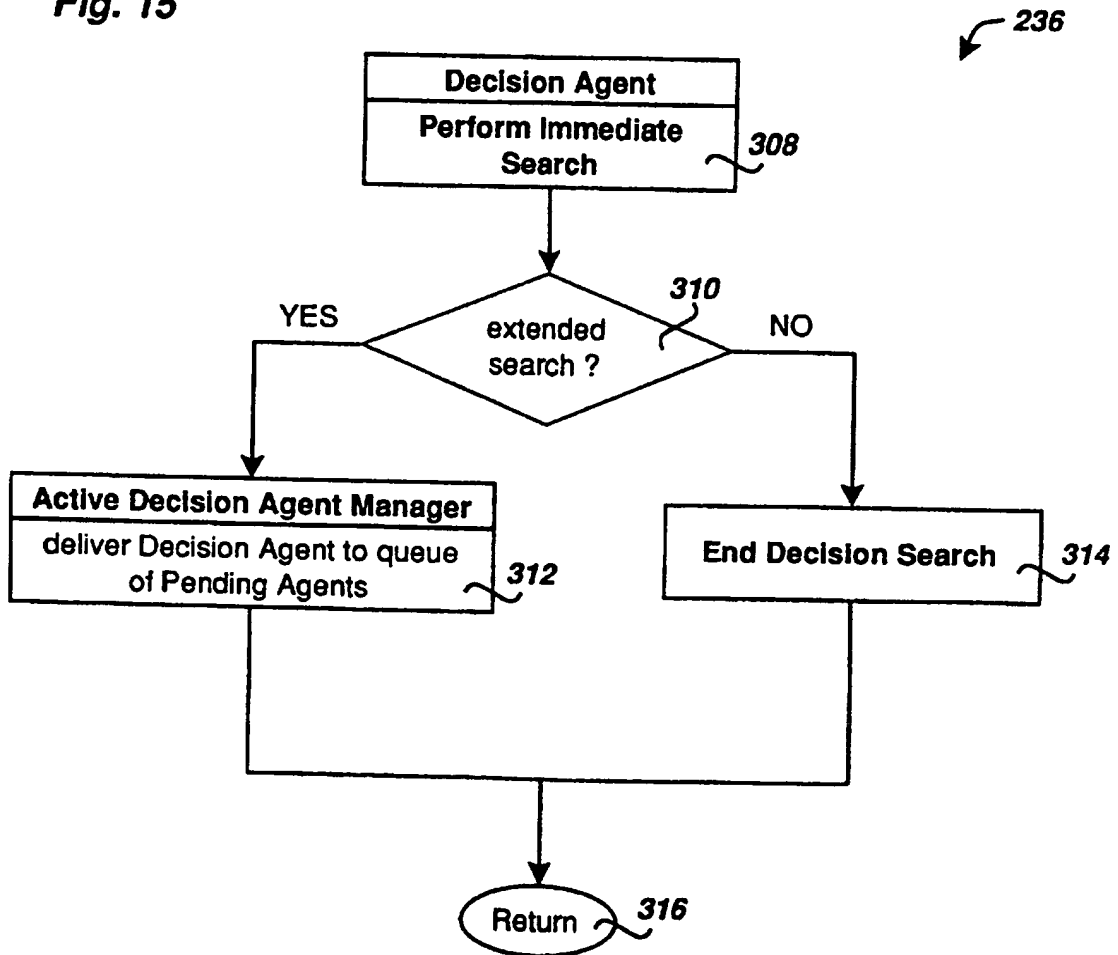 Fig. 15
236
Decision Agent
Perform Immediate
Search
308
310
YES
extended
search ?
NO
Active Decision Agent Manager
deliver Decision Agent to queue
of Pending Agents
312
End Decision Search
314
Return
316